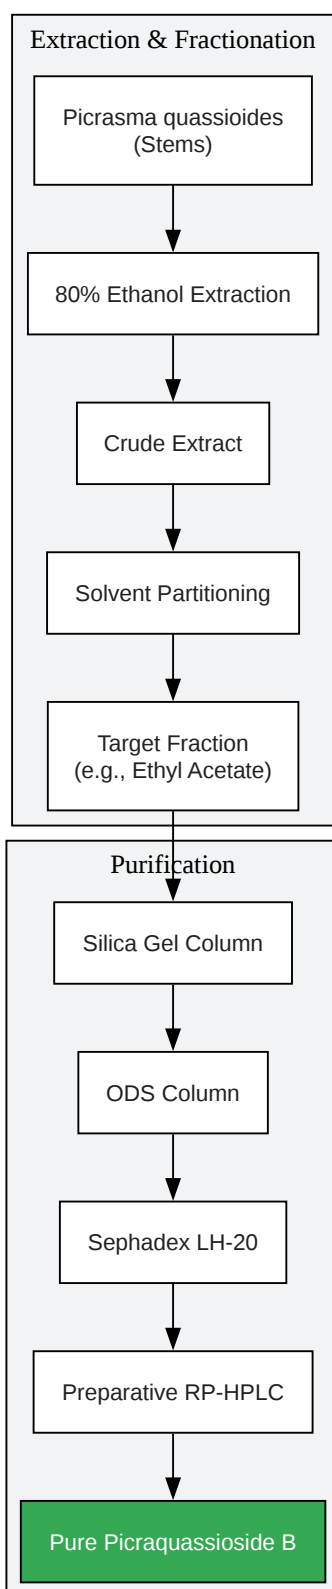 Extraction & Fractionation
Picrasma quassioides
(Stems)
80% Ethanol Extraction
Crude Extract
Solvent Partitioning
Target Fraction
(e.g., Ethyl Acetate)
Purification
Silica Gel Column
ODS Column
Sephadex LH-20
Preparative RP-HPLC
Pure Picraquassioside B